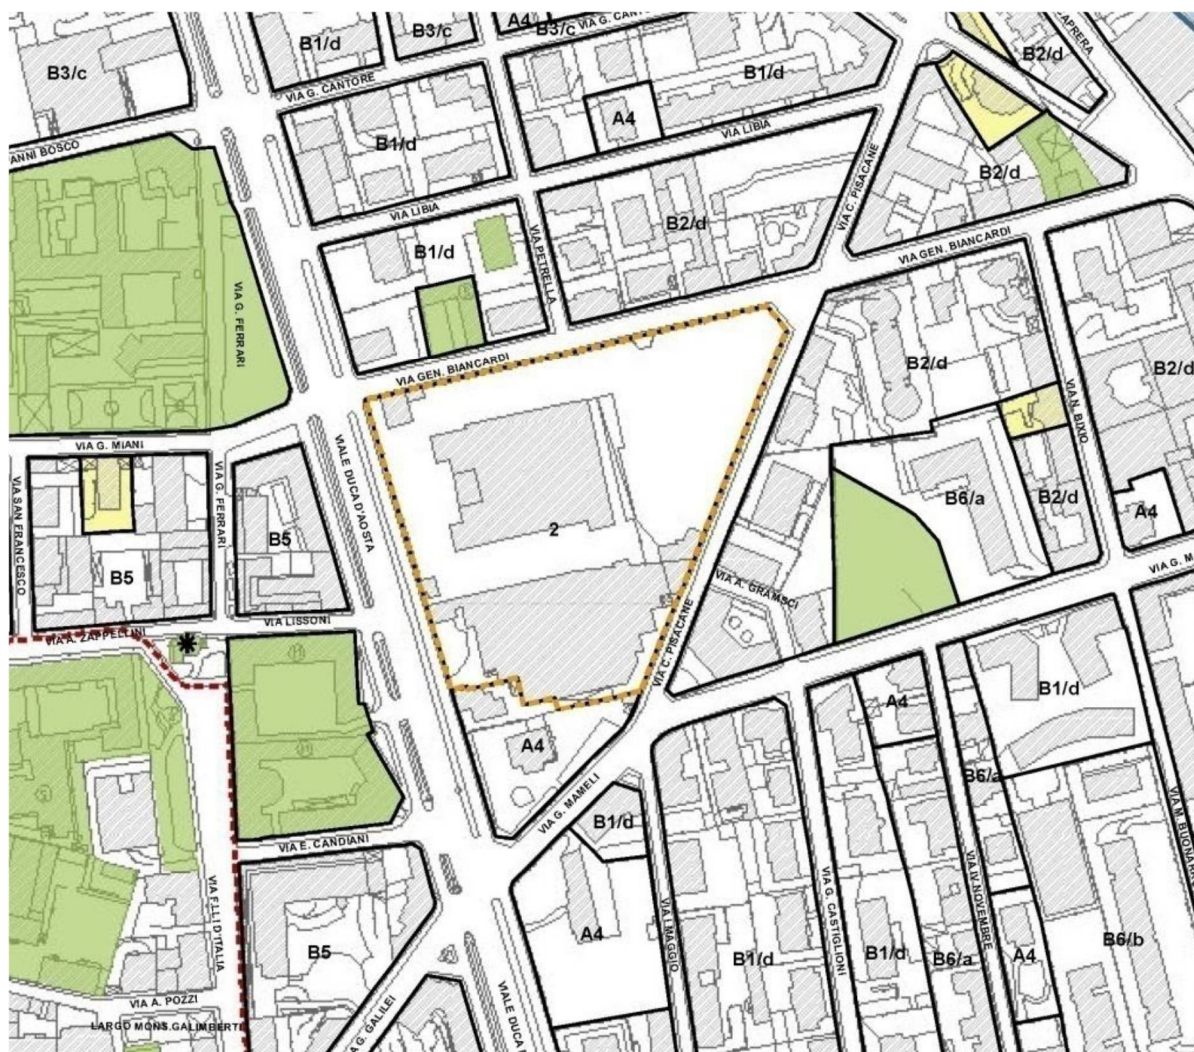 A4
VIA G. CANT
B3/c
B3/c
B1/d
B2/d
CAPRERA
B3/c
B1/d
VIA G. CANTORE
A4
VIA LIBIA
B1/d
ANNI BOSCO
VIA C. PISACANE
B2/d
VIA LIBIA
B2/d
VIA GEN. BIANCARDI
B1/d
VIA PETRELLA
VIA G. FERRARI
B2/d
B2/d
VIA GEN. BIANCARDI
VIA N. BIXIO
VIA G. MIANI
VIALE DUCA D'AOSTA
VIA SAN FRANCESCO
VIA G. FERRARI
B6/a
B2/d
A4
2
B5
B5
VIA A. GRAMSCI
VIA G. M
VIA LISSONI
VIA A. ZAPPELLINI
VIA C. PISACANE
B1/d
A4
A4
B6/a
VIA G. MAMELI
B1/d
VIA M. BUONARR
VIA E. CANDIANI
VIA F.LLI D'ITALIA
VIA I MAGGIO
VIA G. CASTIGLIONI
VIA IV NOVEMBRE
A4
B5
B1/d
B1/d
B6/a
A4
B6/b
VIA A. POZZI
VIALE DUCA
A G. GALILEI
LARGO MONS.GALIMBERTI